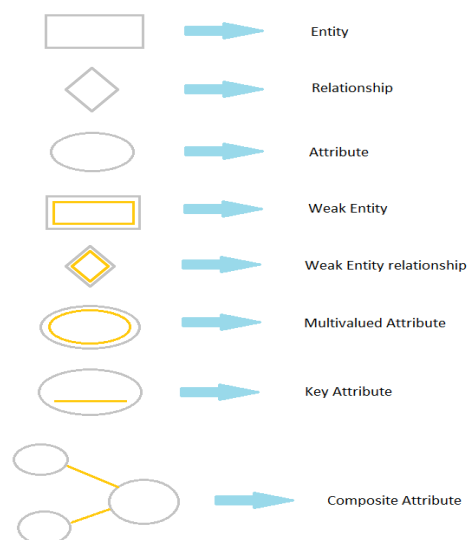 Entity
Relationship
Attribute
Weak Entity
Weak Entity relationship
Multivalued Attribute
Key Attribute
Composite Attribute